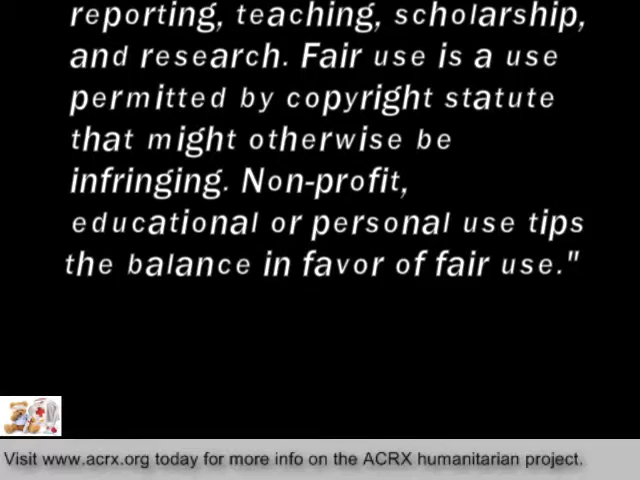 reporting, teaching, scholarship,
and research. Fair use is a use
permitted by copyright statute
that might otherwise be
infringing. Non-profit,
educational or personal use tips
the balance in favor of fair use."
Visit www.acrx.org today for more info on the ACRX humanitarian project.